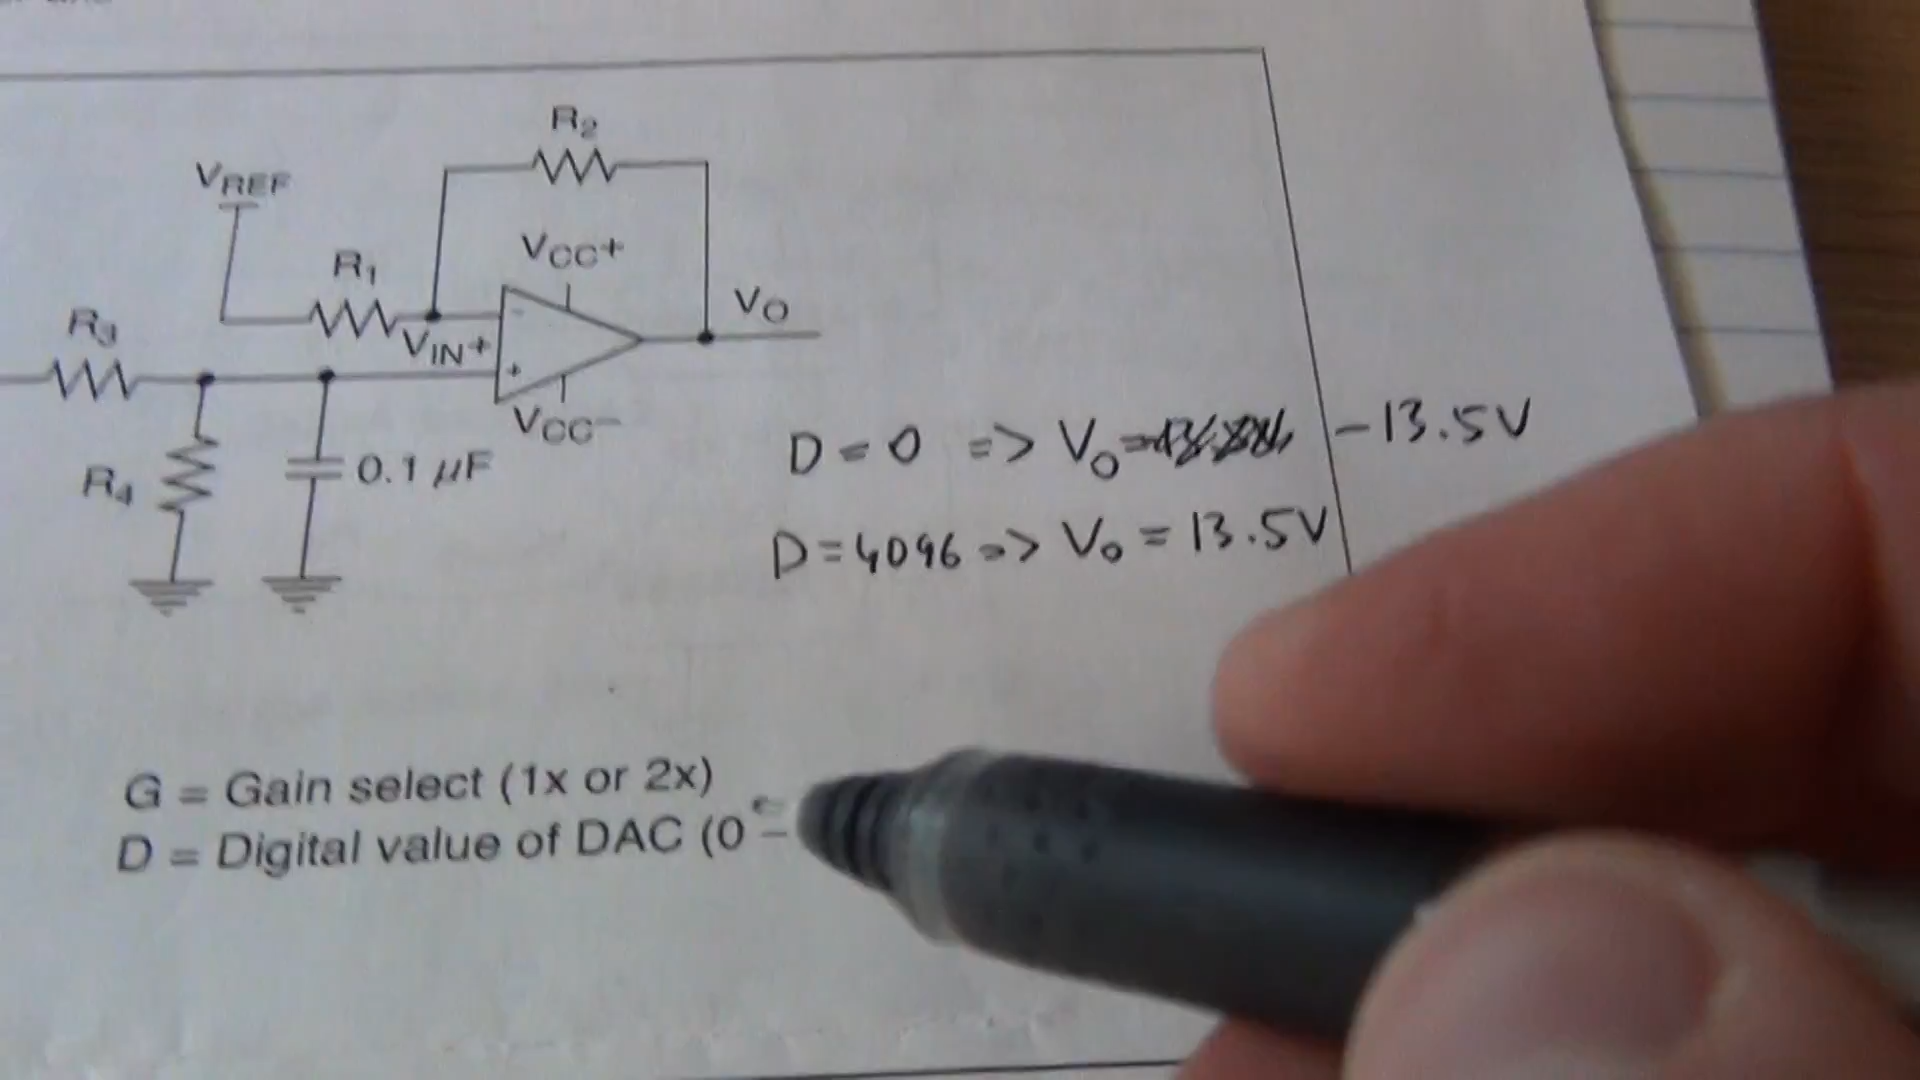 R2
VREF
VCC+
R1
VO
R3
VIN+
VCC-
D = 0 => VO = -13.5V
R4
0.1 µF
D = 4096 => VO = 13.5V
G = Gain select (1x or 2x)
D = Digital value of DAC (0 –